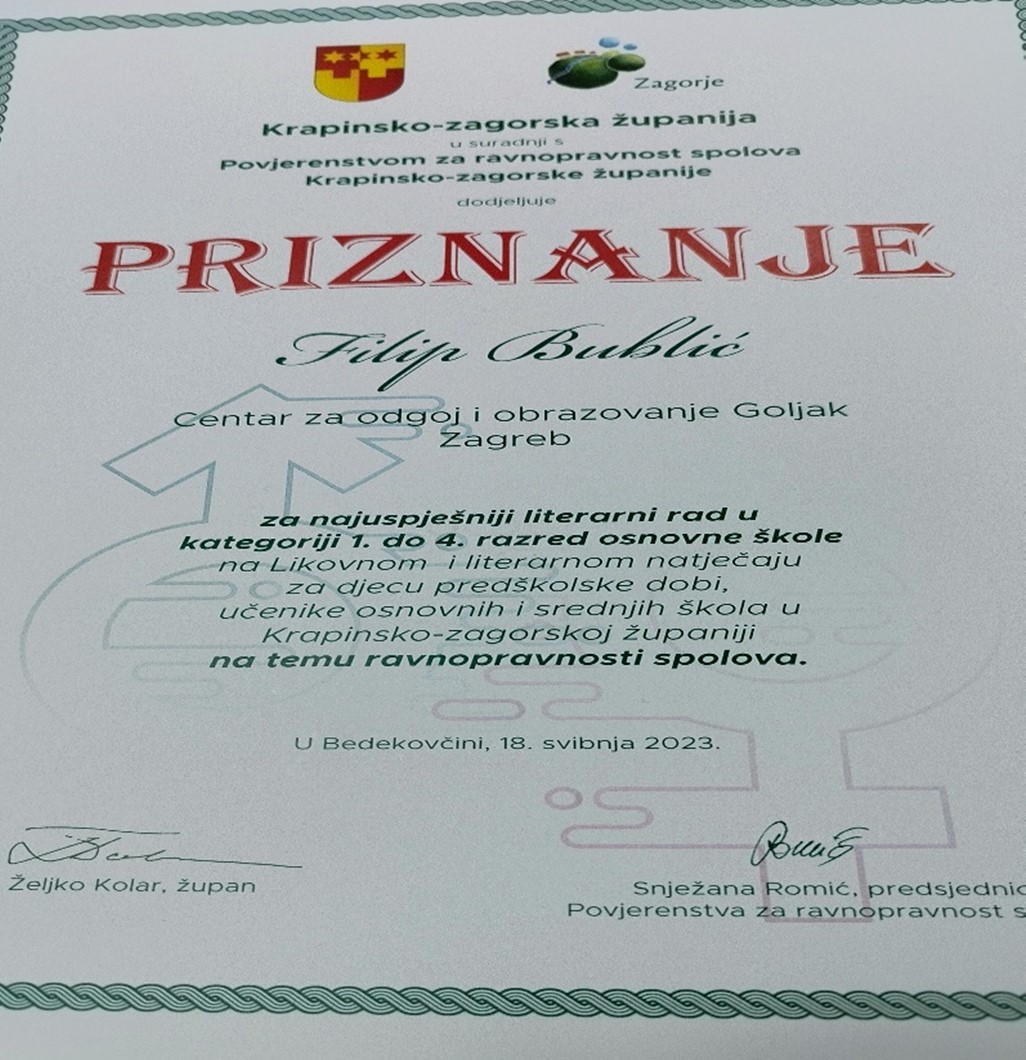 Zagorje
Krapinsko-zagorska županija
u suradnji s
Povjerenstvom za ravnopravnost spolova
Krapinsko-zagorske županije
dodjeljuje
PRIZNANJE
Filip Bublić
Centar za odgoj i obrazovanje Goljak
Zagreb
za najuspješniji literarni rad u
kategoriji 1. do 4. razred osnovne škole
na Likovnom i literarnom natječaju
za djecu predškolske dobi,
učenike osnovnih i srednjih škola u
Krapinsko-zagorskoj županiji
na temu ravnopravnosti spolova.
U Bedekovčini, 18. svibnja 2023.
Željko Kolar, župan
Snježana Romić, predsjednic
Povjerenstva za ravnopravnost s